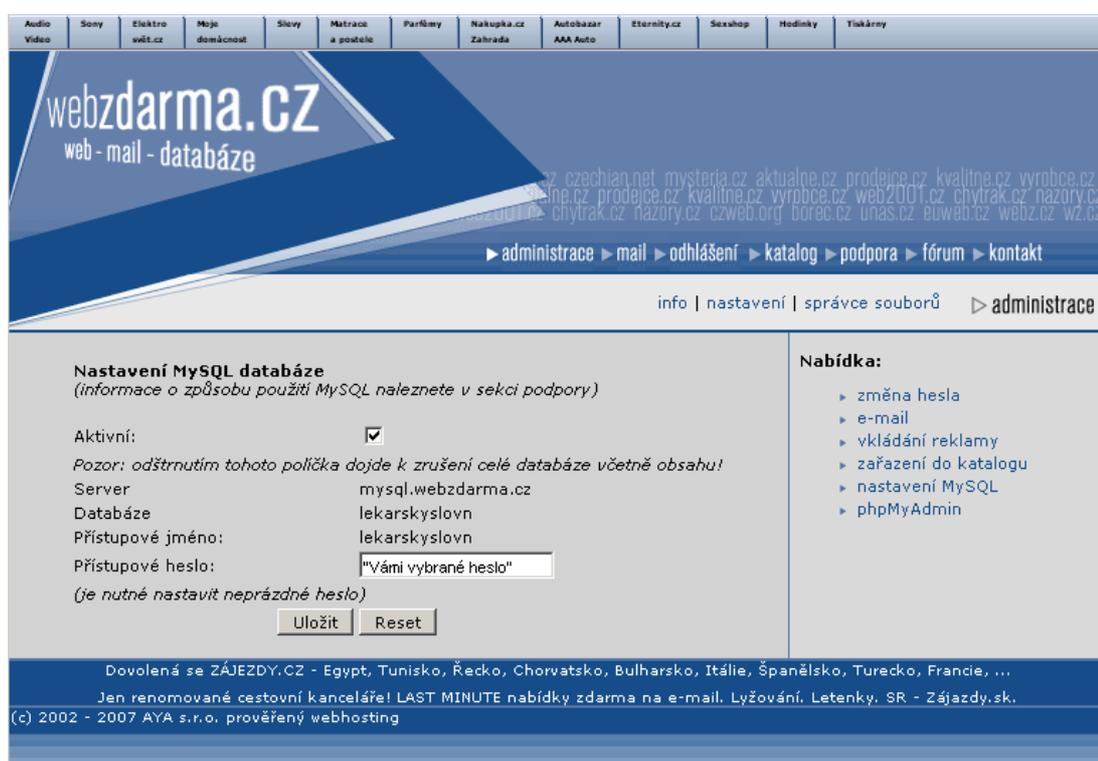 Audio Video
Sony
Elektro svět.cz
Moje domácnost
Slevy
Matrace a postele
Parfémy
Nakupka.cz Zahrada
Autobazar AAA Auto
Eternity.cz
Sexshop
Hodinky
Tiskárny
webzdarma.cz
web - mail - databáze
cz czechian.net mysteria.cz aktualne.cz prodejce.cz kvalitne.cz vyrobce.cz
prodejce.cz kvalitne.cz vyrobce.cz web2001.cz chytrak.cz nazory.cz
chytrak.cz nazory.cz czweb.org borec.cz unas.cz euweb.cz webz.cz
administrace mail odhlášení katalog podpora fórum kontakt
info | nastavení | správce souborů administrace
Nastavení MySQL databáze
(informace o způsobu použití MySQL naleznete v sekci podpory)
Aktivní:
Pozor: odštrnutím tohoto políčka dojde k zrušení celé databáze včetně obsahu!
Server mysql.webzdarma.cz
Databáze lekarskyslovn
Přístupové jméno: lekarskyslovn
Přístupové heslo: "Vámi vybrané heslo"
(je nutné nastavit neprázdné heslo)
Uložit Reset
Nabídka:
změna hesla
e-mail
vkládání reklamy
zařazení do katalogu
nastavení MySQL
phpMyAdmin
Dovolená se ZÁJEZDY.CZ - Egypt, Tunisko, Řecko, Chorvatsko, Bulharsko, Itálie, Španělsko, Turecko, Francie, ...
Jen renomované cestovní kanceláře! LAST MINUTE nabídky zdarma na e-mail. Lyžování. Letenky. SR - Zájazdy.sk.
(c) 2002 - 2007 AYA s.r.o. prověřený webhosting